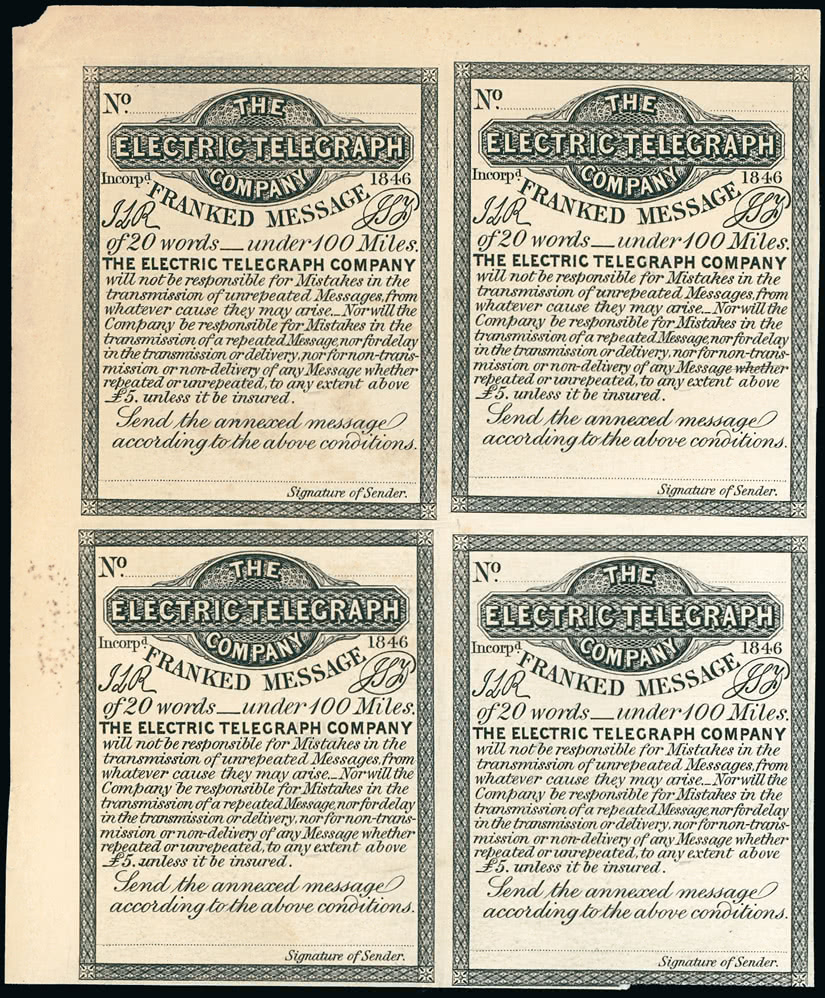 No.
THE
ELECTRIC TELEGRAPH
COMPANY
Incorpd 1846
FRANKED MESSAGE
JLR
of 20 words__under 100 Miles.
THE ELECTRIC TELEGRAPH COMPANY
will not be responsible for Mistakes in the
transmission of unrepeated Messages, from
whatever cause they may arise._Nor will the
Company be responsible for Mistakes in the
transmission of a repeated Message, nor for delay
in the transmission or delivery, nor for non-trans-
mission or non-delivery of any Message whether
repeated or unrepeated, to any extent above
£5. unless it be insured.
Send the annexed message
according to the above conditions.
Signature of Sender.
No.
THE
ELECTRIC TELEGRAPH
COMPANY
Incorpd 1846
FRANKED MESSAGE
JLR
of 20 words__under 100 Miles.
THE ELECTRIC TELEGRAPH COMPANY
will not be responsible for Mistakes in the
transmission of unrepeated Messages, from
whatever cause they may arise._Nor will the
Company be responsible for Mistakes in the
transmission of a repeated Message, nor for delay
in the transmission or delivery, nor for non-trans-
mission or non-delivery of any Message whether
repeated or unrepeated, to any extent above
£5. unless it be insured.
Send the annexed message
according to the above conditions.
Signature of Sender.
No.
THE
ELECTRIC TELEGRAPH
COMPANY
Incorpd 1846
FRANKED MESSAGE
JLR
of 20 words__under 100 Miles.
THE ELECTRIC TELEGRAPH COMPANY
will not be responsible for Mistakes in the
transmission of unrepeated Messages, from
whatever cause they may arise._Nor will the
Company be responsible for Mistakes in the
transmission of a repeated Message, nor for delay
in the transmission or delivery, nor for non-trans-
mission or non-delivery of any Message whether
repeated or unrepeated, to any extent above
£5. unless it be insured.
Send the annexed message
according to the above conditions.
Signature of Sender.
No.
THE
ELECTRIC TELEGRAPH
COMPANY
Incorpd 1846
FRANKED MESSAGE
JLR
of 20 words__under 100 Miles.
THE ELECTRIC TELEGRAPH COMPANY
will not be responsible for Mistakes in the
transmission of unrepeated Messages, from
whatever cause they may arise._Nor will the
Company be responsible for Mistakes in the
transmission of a repeated Message, nor for delay
in the transmission or delivery, nor for non-trans-
mission or non-delivery of any Message whether
repeated or unrepeated, to any extent above
£5. unless it be insured.
Send the annexed message
according to the above conditions.
Signature of Sender.